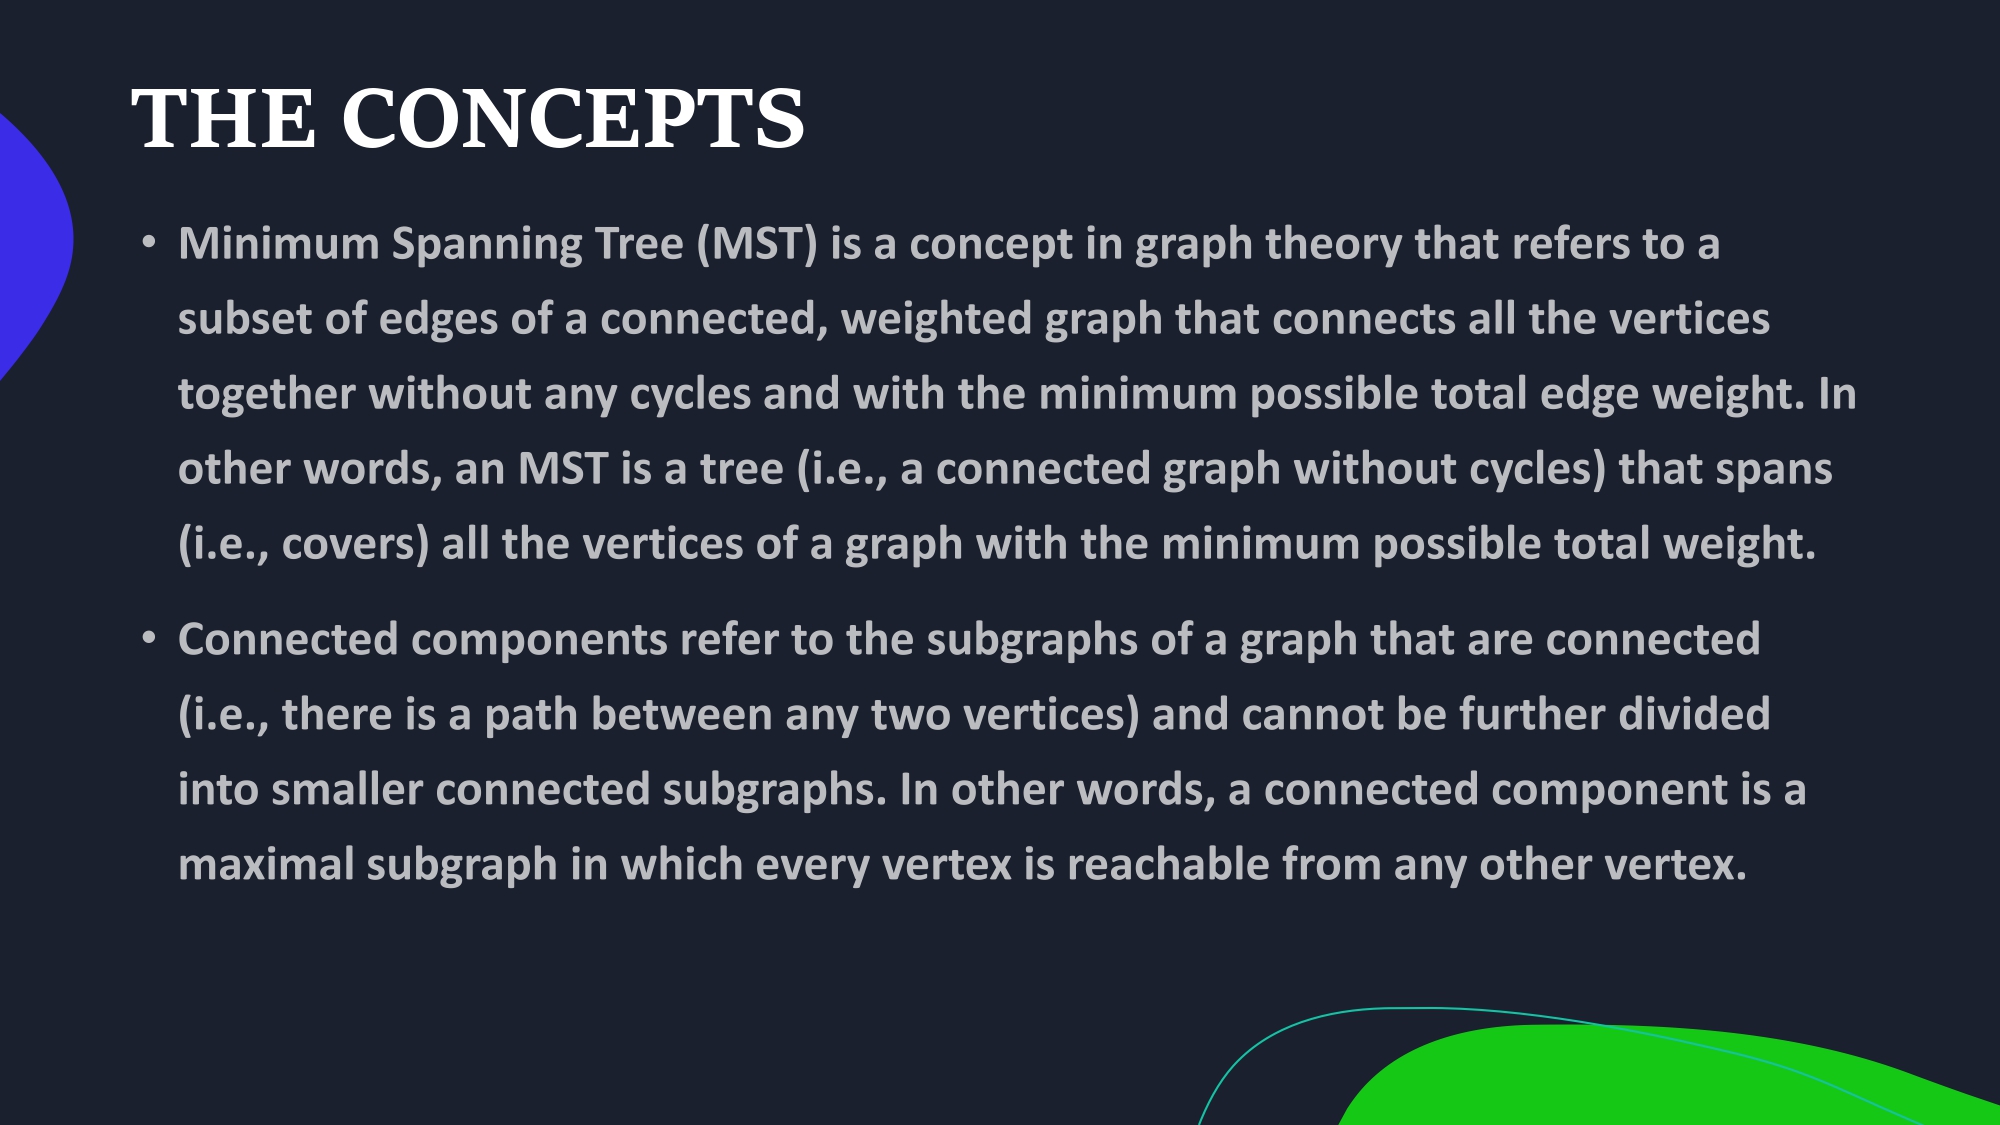 THE CONCEPTS
• Minimum Spanning Tree (MST) is a concept in graph theory that refers to a
subset of edges of a connected, weighted graph that connects all the vertices
together without any cycles and with the minimum possible total edge weight. In
other words, an MST is a tree (i.e., a connected graph without cycles) that spans
(i.e., covers) all the vertices of a graph with the minimum possible total weight.
• Connected components refer to the subgraphs of a graph that are connected
(i.e., there is a path between any two vertices) and cannot be further divided
into smaller connected subgraphs. In other words, a connected component is a
maximal subgraph in which every vertex is reachable from any other vertex.